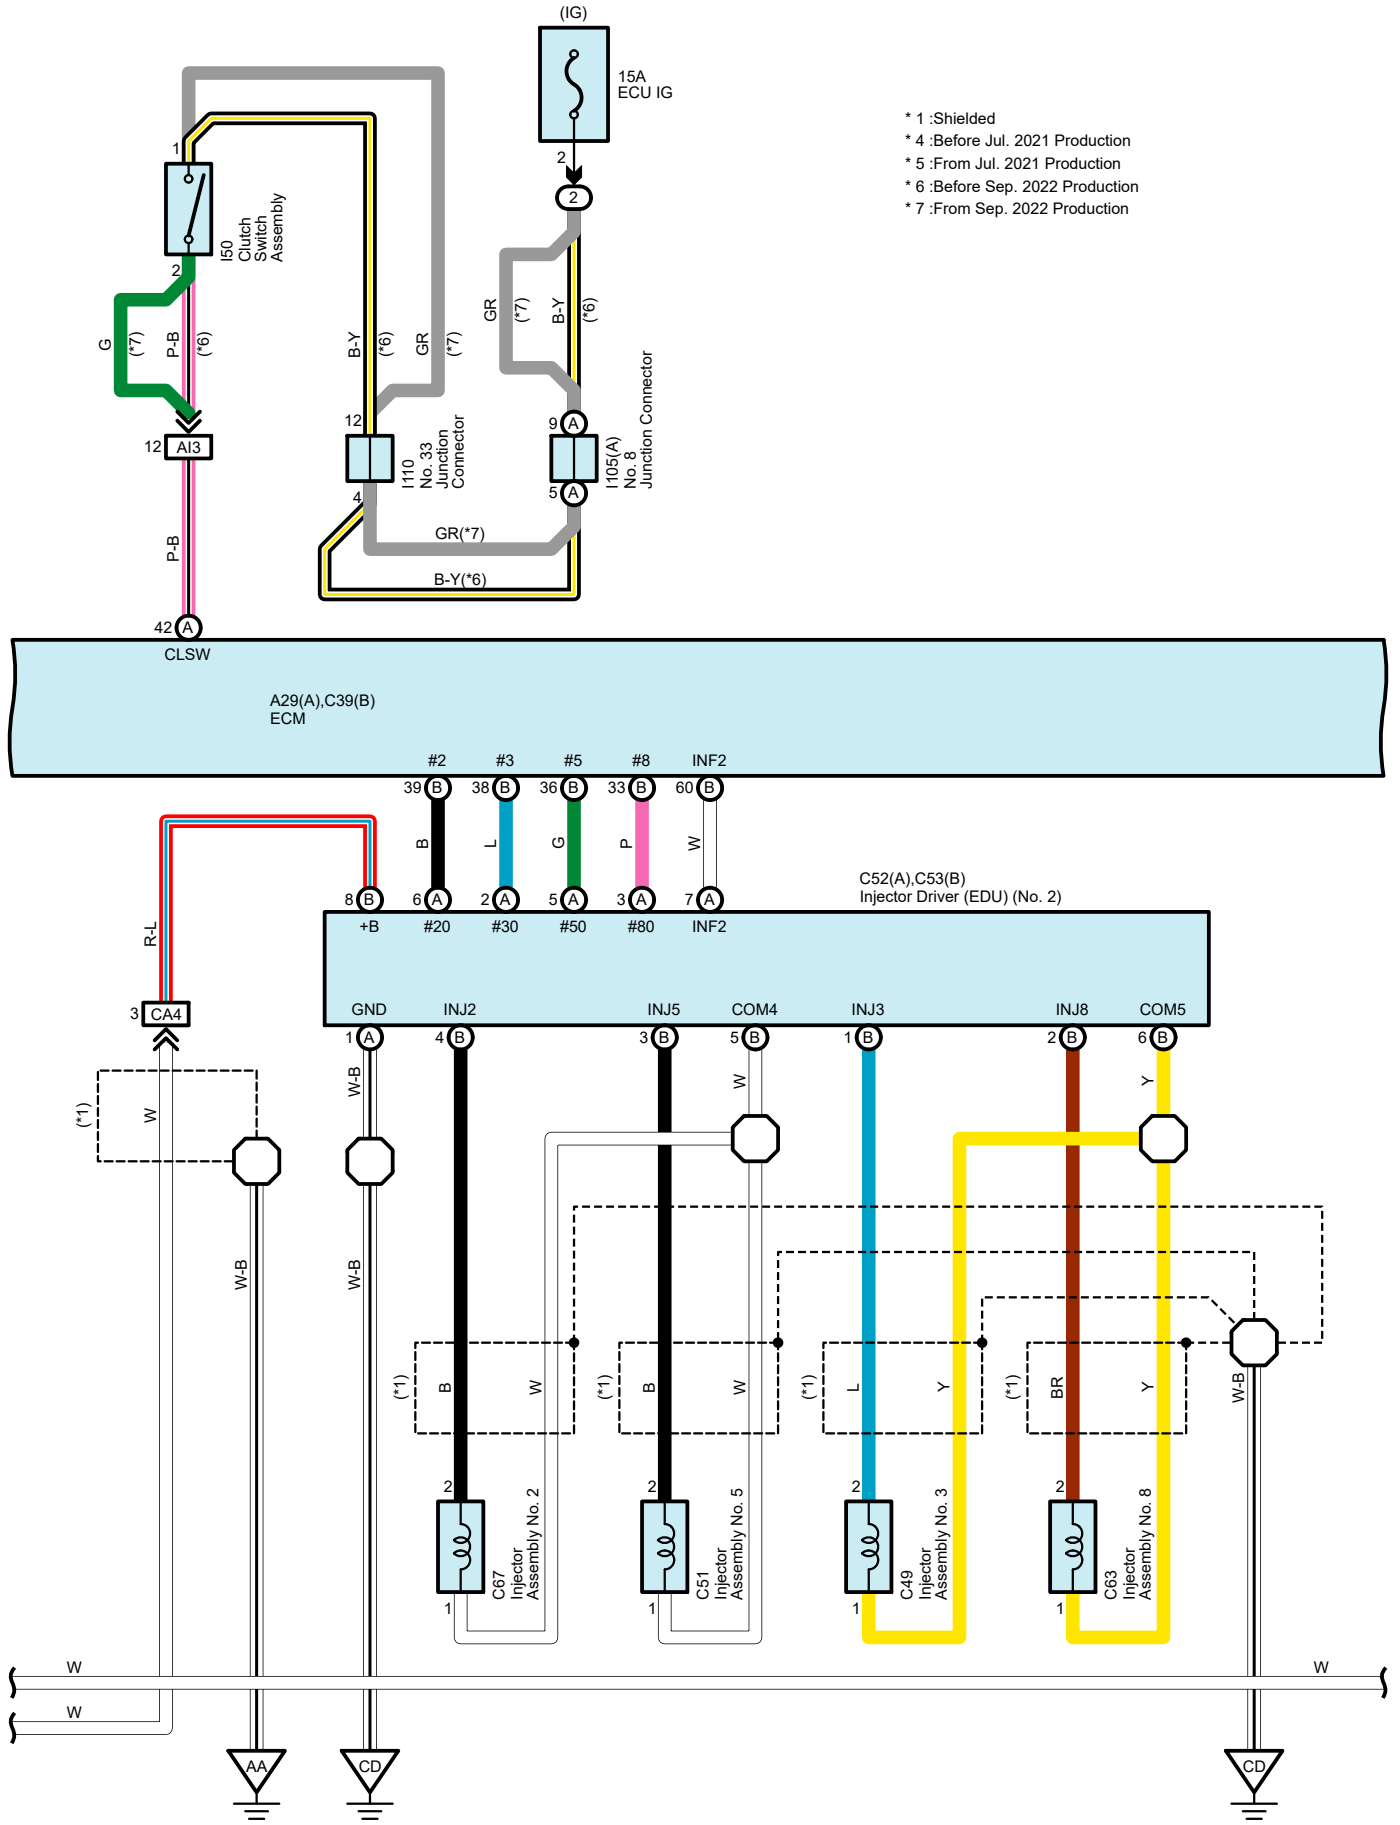 (IG)
15A
ECU IG
* 1 :Shielded
* 4 :Before Jul. 2021 Production
* 5 :From Jul. 2021 Production
* 6 :Before Sep. 2022 Production
* 7 :From Sep. 2022 Production
2
2
1
I50
Clutch
Switch
Assembly
2
G
(*7)
P-B
(*6)
B-Y
(*6)
GR
(*7)
GR
(*7)
B-Y
(*6)
12
I110
No. 33
Junction
Connector
4
9 A
I105(A)
No. 8
Junction Connector
5 A
12 AI3
GR(*7)
B-Y(*6)
P-B
42 A
CLSW
A29(A),C39(B)
ECM
#2
#3
#5
#8
INF2
39 B
38 B
36 B
33 B
60 B
B
L
G
P
W
C52(A),C53(B)
Injector Driver (EDU) (No. 2)
8 B
6 A
2 A
5 A
3 A
7 A
+B
#20
#30
#50
#80
INF2
R-L
3 CA4
GND
INJ2
INJ5
COM4
INJ3
INJ8
COM5
1 A
4 B
3 B
5 B
1 B
2 B
6 B
(*1)
W
W-B
W
Y
W-B
W-B
(*1)
B
W
(*1)
B
W
(*1)
L
Y
(*1)
BR
Y
W-B
2
C67
Injector
Assembly No. 2
1
2
C51
Injector
Assembly No. 5
1
2
C49
Injector
Assembly No. 3
1
2
C63
Injector
Assembly No. 8
1
W
W
W
AA
CD
CD